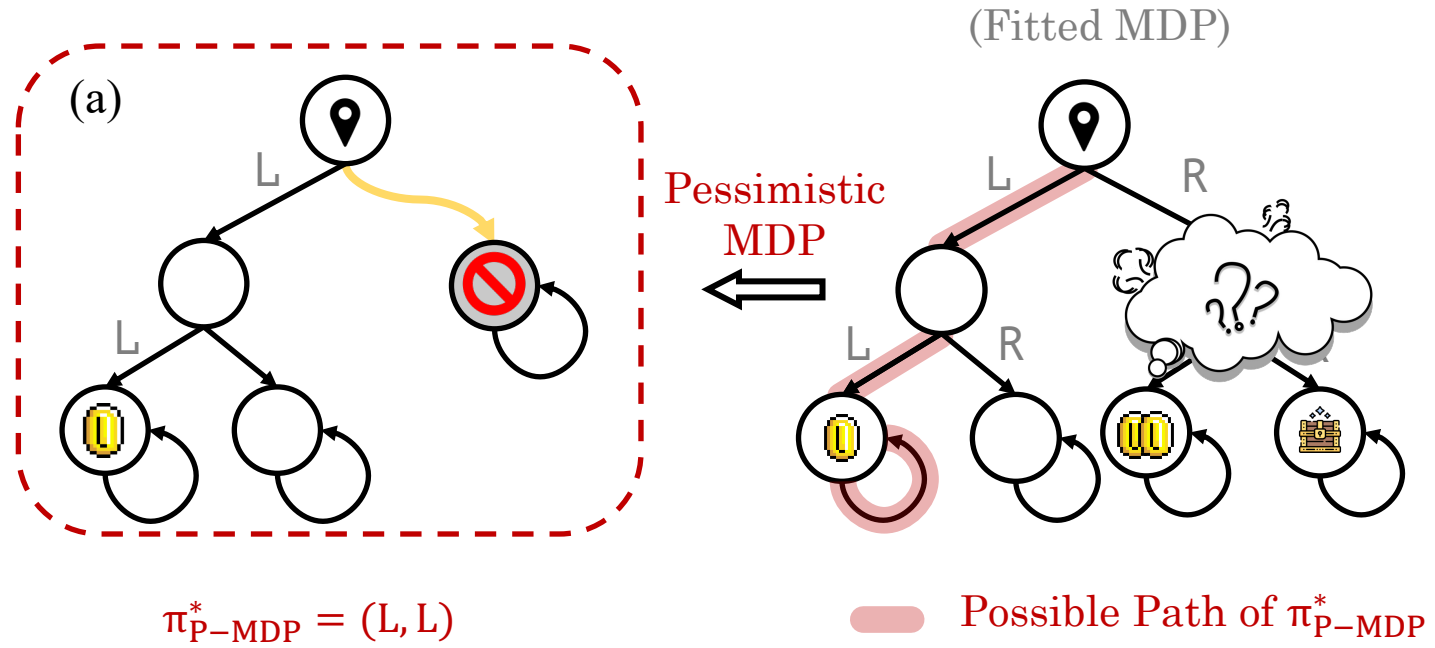 (Fitted MDP)
(a)
L
L
R
Pessimistic
MDP
L
L
R
???
π*P−MDP = (L, L)
Possible Path of π*P−MDP